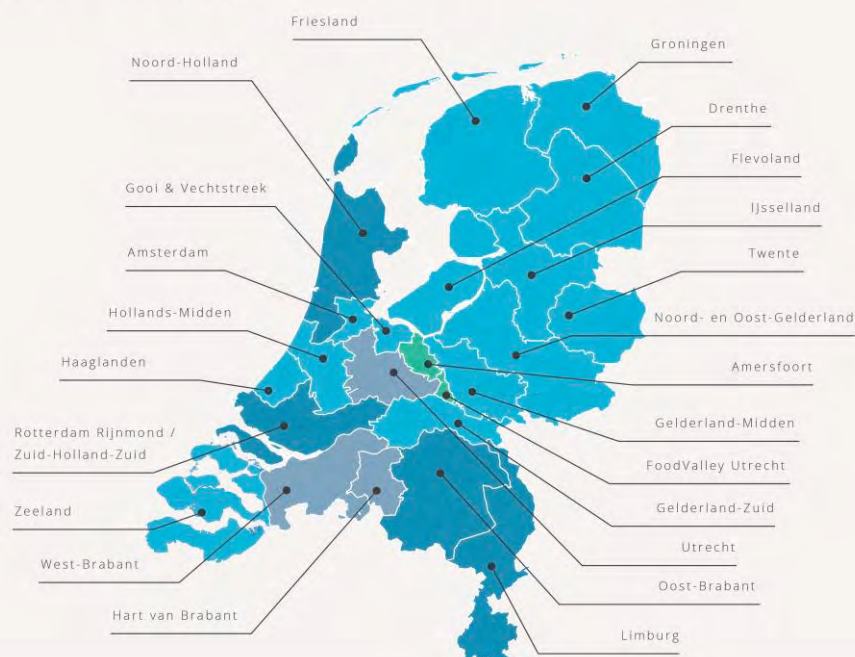 Friesland
Groningen
Noord-Holland
Drenthe
Flevoland
Gooi & Vechtstreek
IJsselland
Amsterdam
Twente
Hollands-Midden
Noord- en Oost-Gelderland
Haaglanden
Amersfoort
Gelderland-Midden
Rotterdam Rijnmond /
Zuid-Holland-Zuid
FoodValley Utrecht
Zeeland
Gelderland-Zuid
Utrecht
West-Brabant
Oost-Brabant
Hart van Brabant
Limburg